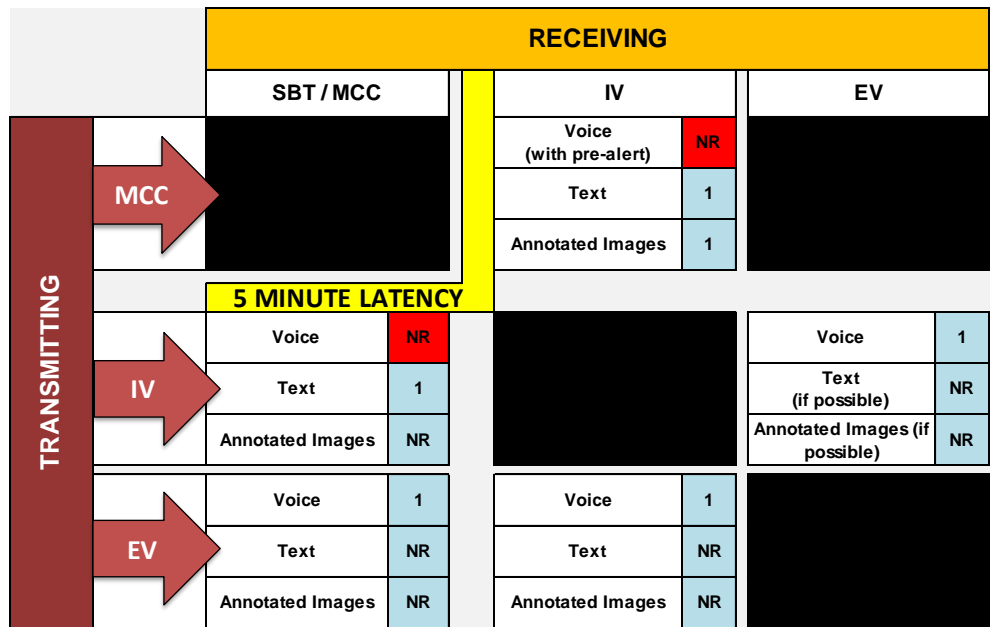 RECEIVING
SBT / MCC
IV
EV
TRANSMITTING
MCC
Voice
(with pre-alert)
NR
Text
1
Annotated Images
1
5 MINUTE LATENCY
IV
Voice
NR
Text
1
Annotated Images
NR
Voice
1
Text
(if possible)
NR
Annotated Images (if
possible)
NR
EV
Voice
1
Text
NR
Annotated Images
NR
Voice
1
Text
NR
Annotated Images
NR